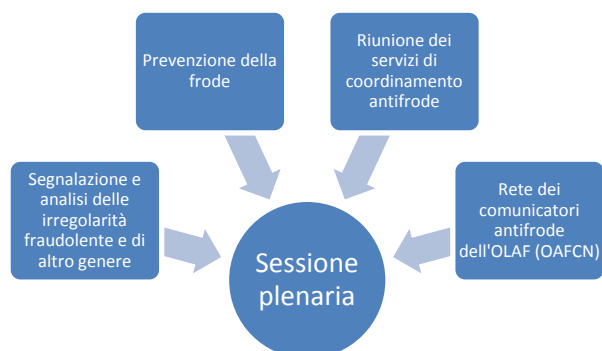 Prevenzione della
frode
Riunione dei
servizi di
coordinamento
antifrode
Segnalazione e
analisi delle
irregolarità
fraudolente e di
altro genere
Rete dei
comunicatori
antifrode
dell'OLAF (OAFCN)
Sessione
plenaria